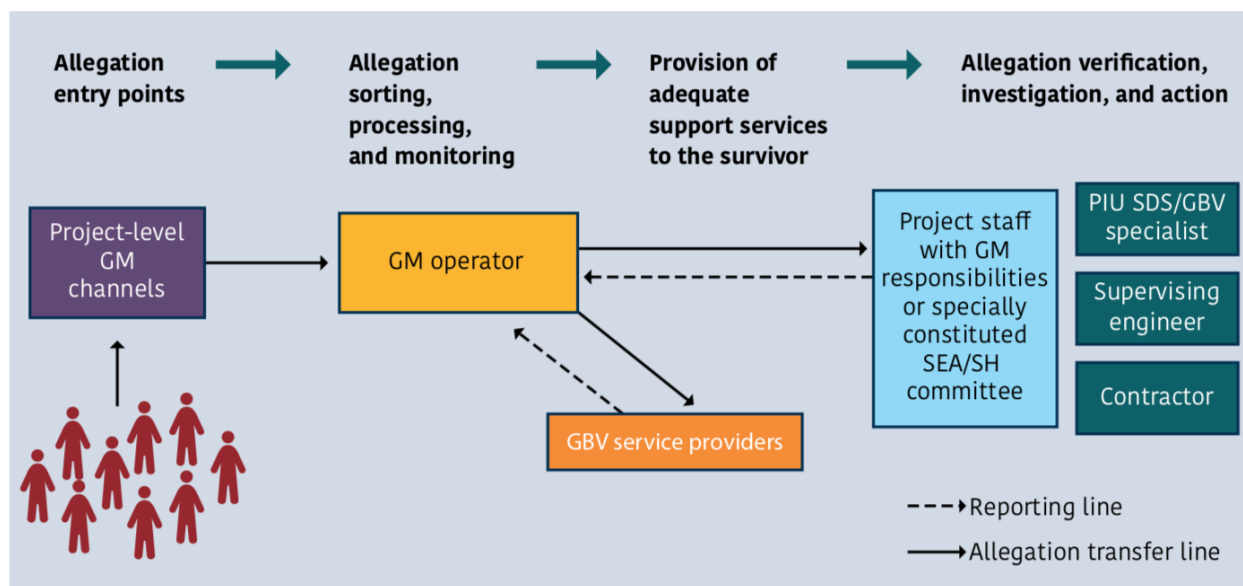 Allegation
entry points
Allegation
sorting,
processing,
and monitoring
Provision of
adequate
support services
to the survivor
Allegation verification,
investigation, and action
Project-level
GM
channels
GM operator
GBV service providers
Project staff
with GM
responsibilities
or specially
constituted
SEA/SH
committee
PIU SDS/GBV
specialist
Supervising
engineer
Contractor
Reporting line
Allegation transfer line